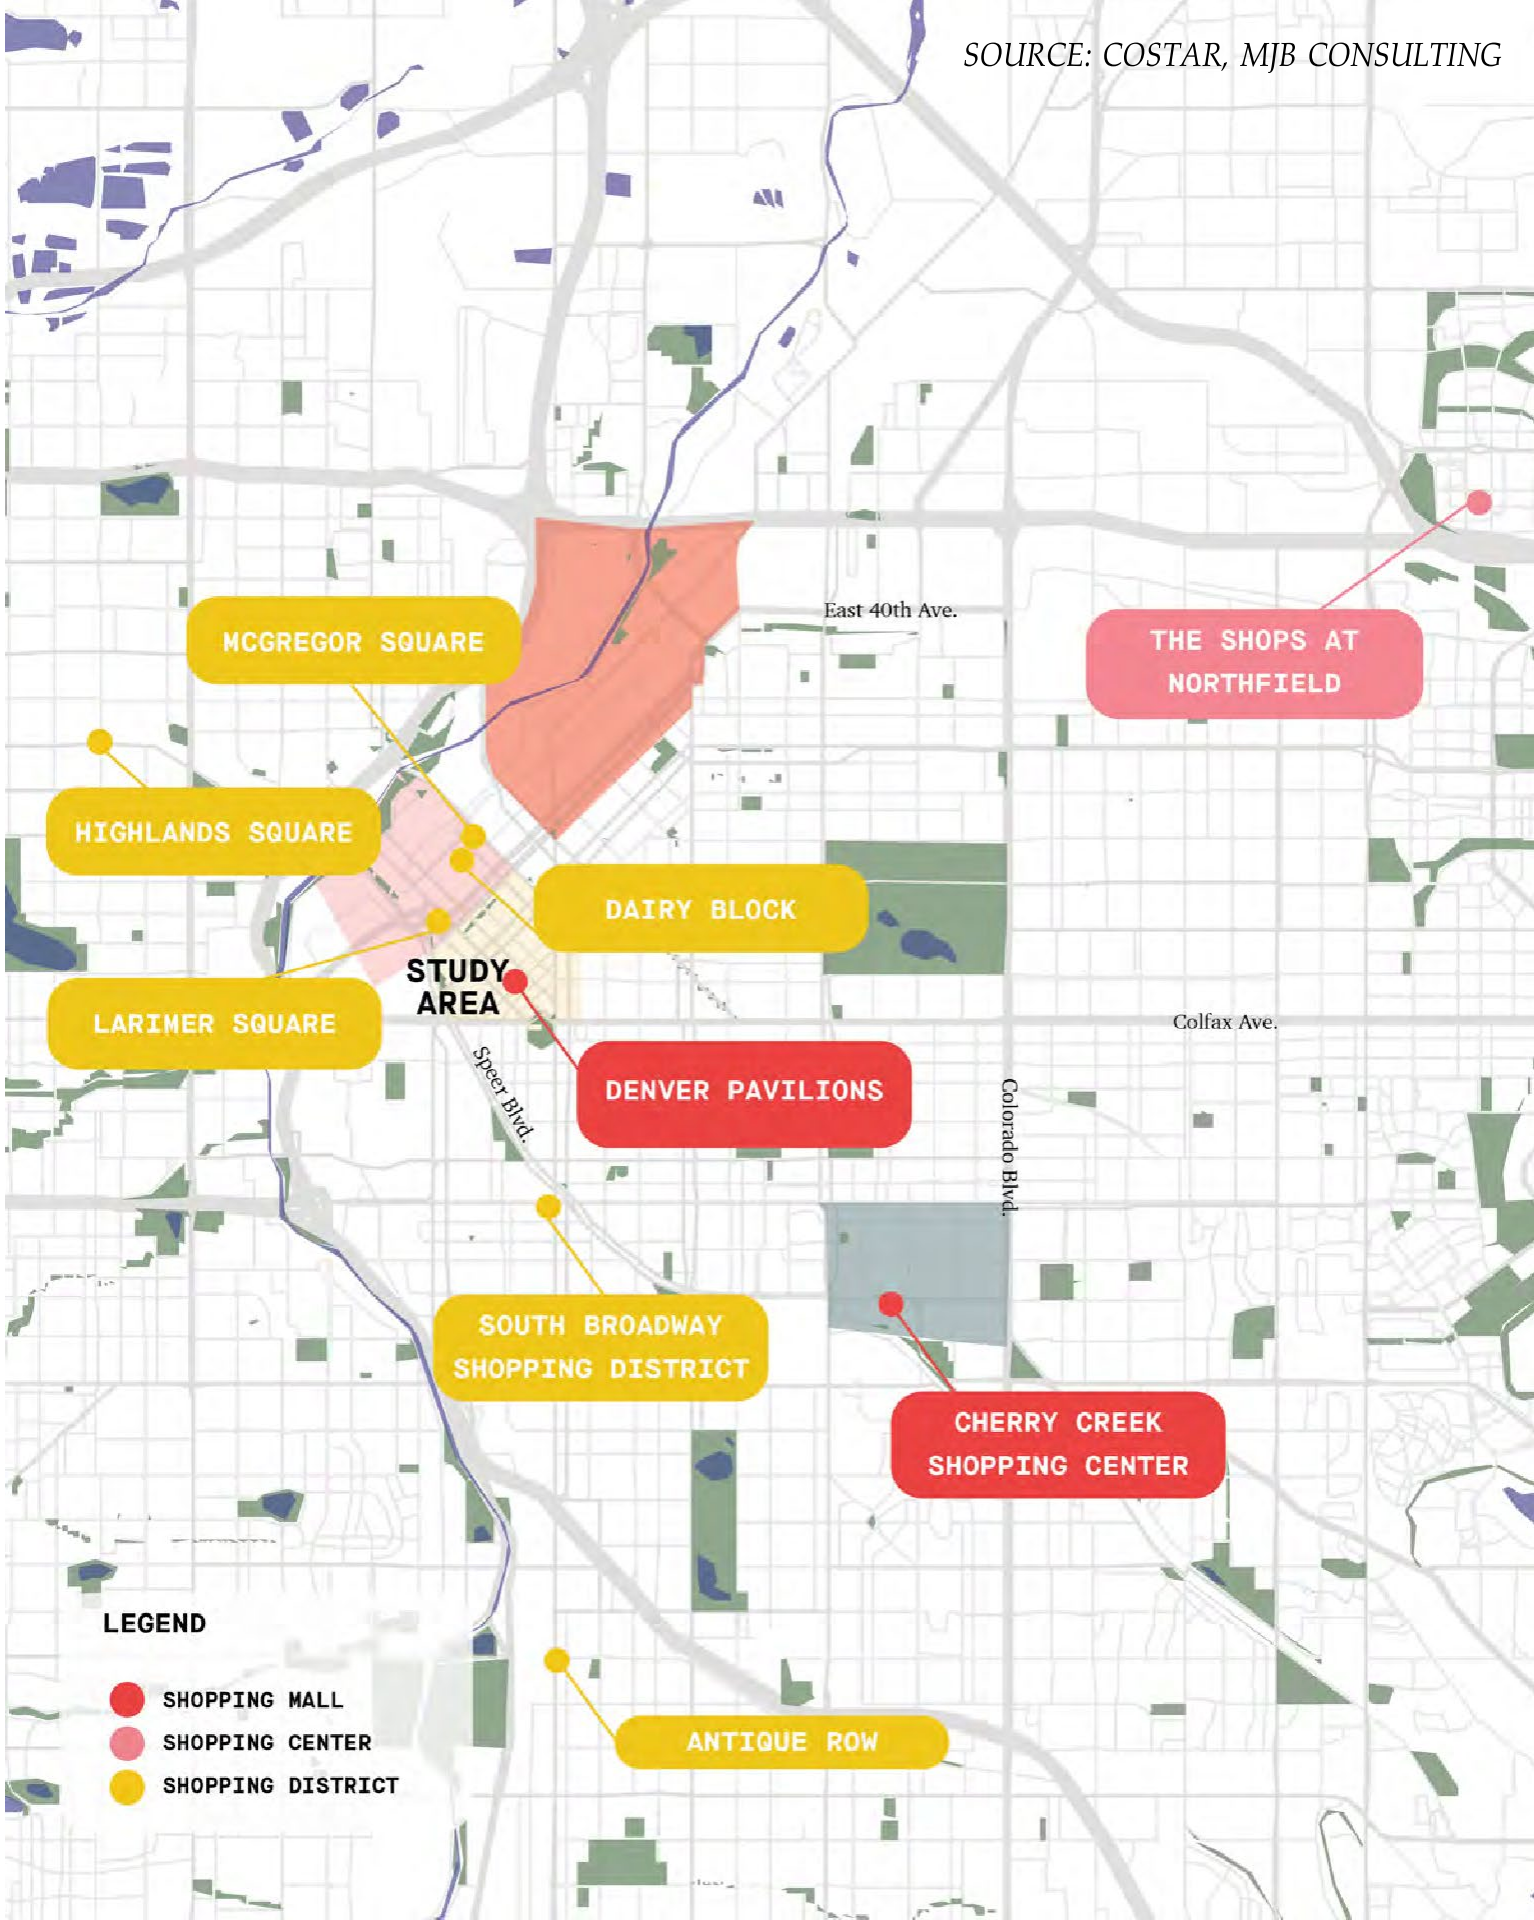 SOURCE: COSTAR, MJB CONSULTING
East 40th Ave.
MCGREGOR SQUARE
THE SHOPS AT
NORTHFIELD
HIGHLANDS SQUARE
DAIRY BLOCK
STUDY
AREA
LARIMER SQUARE
Colfax Ave.
Speer Blvd.
DENVER PAVILIONS
Colorado Blvd.
SOUTH BROADWAY
SHOPPING DISTRICT
CHERRY CREEK
SHOPPING CENTER
LEGEND
SHOPPING MALL
SHOPPING CENTER
SHOPPING DISTRICT
ANTIQUE ROW